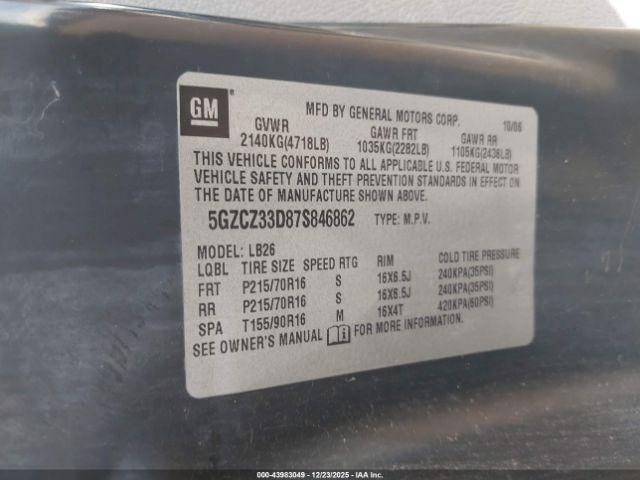 GM
MFD BY GENERAL MOTORS CORP. 10/06
GVWR GAWR FRT GAWR RR
2140KG(4718LB) 1035KG(2282LB) 1105KG(2436LB)
THIS VEHICLE CONFORMS TO ALL APPLICABLE U.S. FEDERAL MOTOR
VEHICLE SAFETY AND THEFT PREVENTION STANDARDS IN EFFECT ON
THE DATE OF MANUFACTURE SHOWN ABOVE.
5GZCZ33D87S846862 TYPE: M.P.V.
MODEL: LB26
LQBL TIRE SIZE SPEED RTG RIM COLD TIRE PRESSURE
FRT P215/70R16 S 16X6.5J 240KPA(35PSI)
RR P215/70R16 S 16X6.5J 240KPA(35PSI)
SPA T155/90R16 M 16X4T 420KPA(60PSI)
SEE OWNER'S MANUAL i FOR MORE INFORMATION.
000-43983049 - 12/23/2025 - IAA Inc.